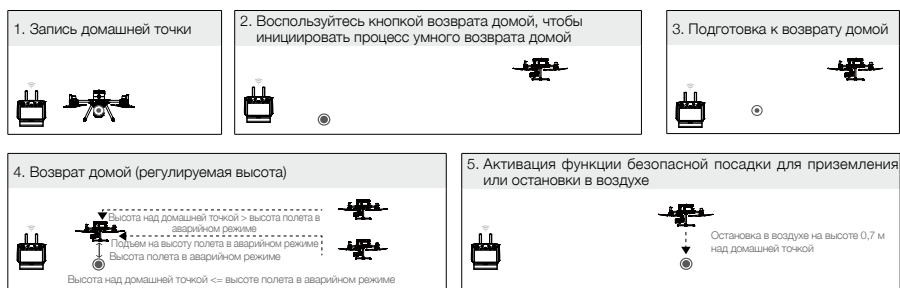 1. Запись домашней точки
2. Воспользуйтесь кнопкой возврата домой, чтобы
инициировать процесс умного возврата домой
3. Подготовка к возврату домой
4. Возврат домой (регулируемая высота)
Высота над домашней точкой > высота полета в
аварийном режиме
Подъем на высоту полета в аварийном режиме
Высота полета в аварийном режиме
Высота над домашней точкой <= высоте полета в аварийном режиме
5. Активация функции безопасной посадки для приземления
или остановки в воздухе
Остановка в воздухе на высоте 0,7 м
над домашней точкой